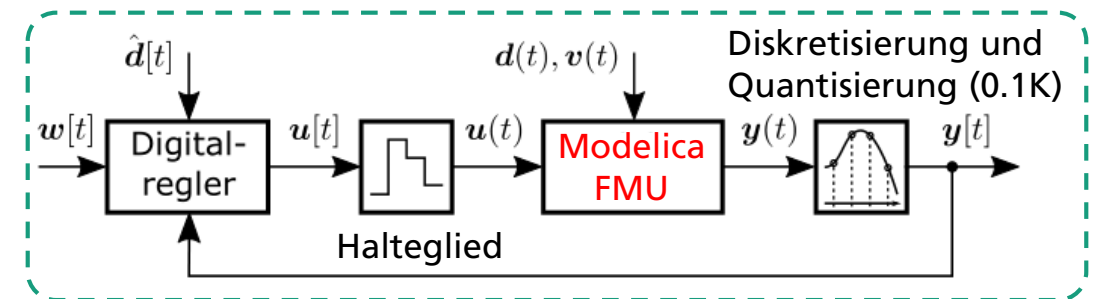 d̂[t]
d(t), v(t)
Diskretisierung und
Quantisierung (0.1K)
w[t]
Digital-
regler
u[t]
u(t)
Modelica
FMU
y(t)
y[t]
Halteglied